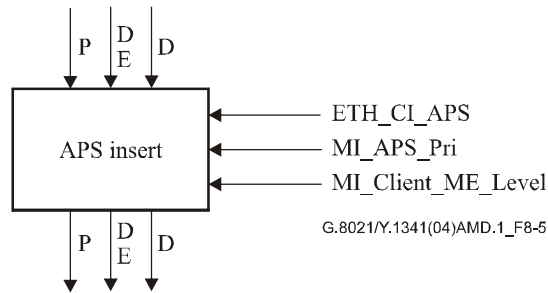 P
D
E
D
APS insert
ETH_CI_APS
MI_APS_Pri
MI_Client_ME_Level
P
D
E
D
G.8021/Y.1341(04)AMD.1_F8-5